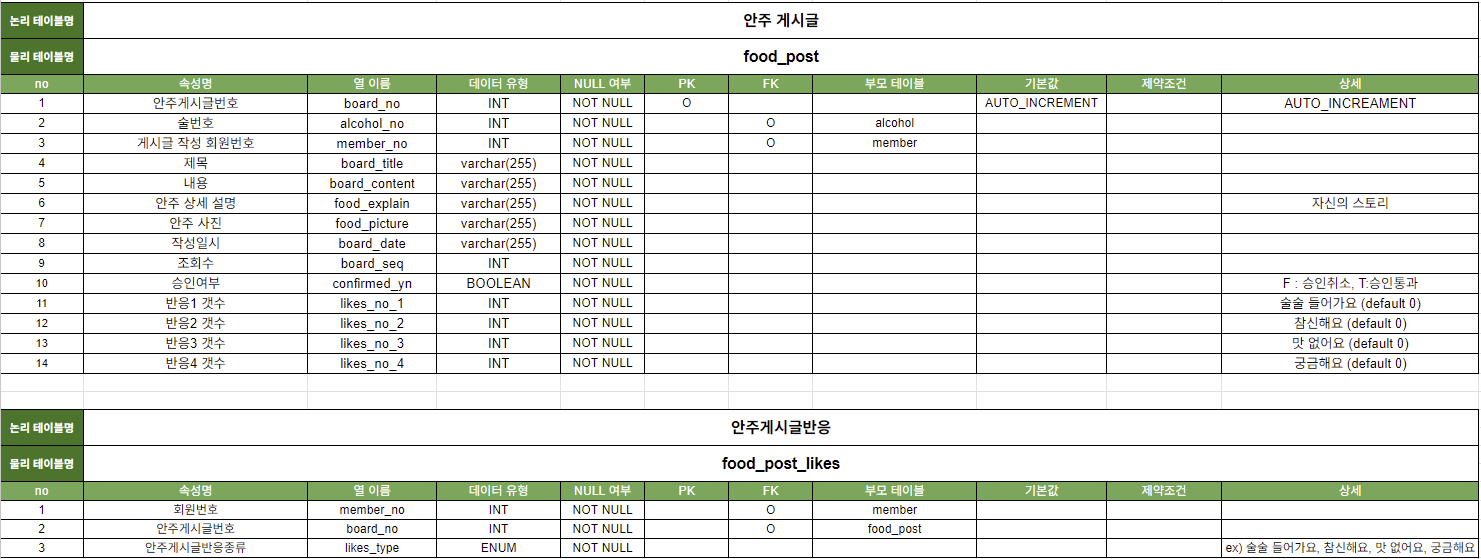 논리 테이블명 안주 게시글
물리 테이블명 food_post
no 속성명 열 이름 데이터 유형 NULL 여부 PK FK 부모 테이블 기본값 제약조건 상세
1 안주게시글번호 board_no INT NOT NULL O AUTO_INCREMENT AUTO_INCREAMENT
2 술번호 alcohol_no INT NOT NULL O alcohol
3 게시글 작성 회원번호 member_no INT NOT NULL O member
4 제목 board_title varchar(255) NOT NULL
5 내용 board_content varchar(255) NOT NULL
6 안주 상세 설명 food_explain varchar(255) NOT NULL 자신의 스토리
7 안주 사진 food_picture varchar(255) NOT NULL
8 작성일시 board_date varchar(255) NOT NULL
9 조회수 board_seq INT NOT NULL
10 승인여부 confirmed_yn BOOLEAN NOT NULL F : 승인취소, T:승인통과
11 반응1 갯수 likes_no_1 INT NOT NULL 술술 들어가요 (default 0)
12 반응2 갯수 likes_no_2 INT NOT NULL 참신해요 (default 0)
13 반응3 갯수 likes_no_3 INT NOT NULL 맛 없어요 (default 0)
14 반응4 갯수 likes_no_4 INT NOT NULL 궁금해요 (default 0)
논리 테이블명 안주게시글반응
물리 테이블명 food_post_likes
no 속성명 열 이름 데이터 유형 NULL 여부 PK FK 부모 테이블 기본값 제약조건 상세
1 회원번호 member_no INT NOT NULL O member
2 안주게시글번호 board_no INT NOT NULL O food_post
3 안주게시글반응종류 likes_type ENUM NOT NULL ex) 술술 들어가요, 참신해요, 맛 없어요, 궁금해요